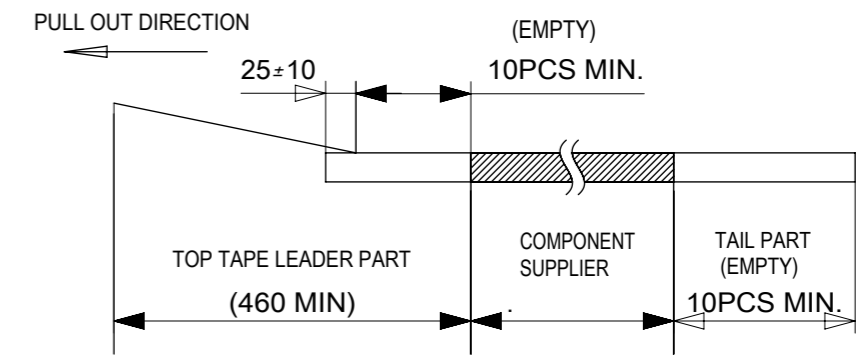 PULL OUT DIRECTION
(EMPTY)
25±10
10PCS MIN.
TOP TAPE LEADER PART
(460 MIN)
COMPONENT
SUPPLIER
.
TAIL PART
(EMPTY)
10PCS MIN.